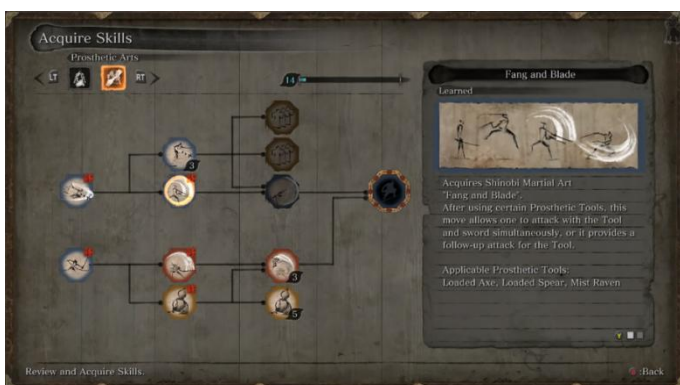 Acquire Skills
Prosthetic Arts
LT RT
14
Fang and Blade
Learned
3
Acquires Shinobi Martial Art
"Fang and Blade".
After using certain Prosthetic Tools, this
move allows one to attack with the Tool
and sword simultaneously, or it provides a
follow-up attack for the Tool.
Applicable Prosthetic Tools:
Loaded Axe, Loaded Spear, Mist Raven
3
5
Y
Review and Acquire Skills.
:Back